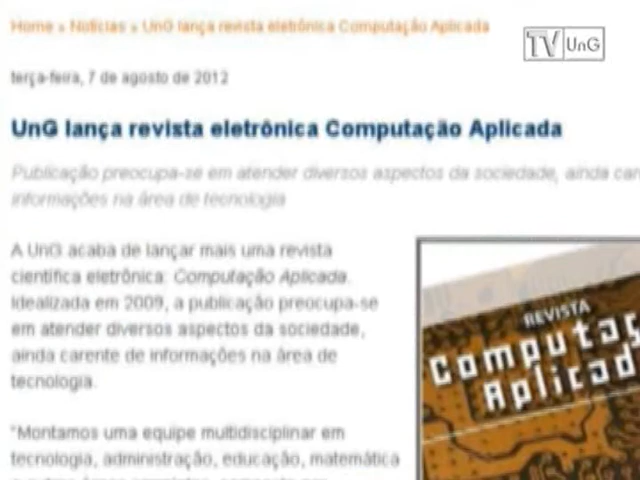 Home » Notícias » UnG lança revista eletrônica Computação Aplicada
TV UnG
terça-feira, 7 de agosto de 2012
UnG lança revista eletrônica Computação Aplicada
Publicação preocupa-se em atender diversos aspectos da sociedade, ainda car
informações na área de tecnologia
A UnG acaba de lançar mais uma revista
científica eletrônica: Computação Aplicada.
Idealizada em 2009, a publicação preocupa-se
em atender diversos aspectos da sociedade,
ainda carente de informações na área de
tecnologia.
"Montamos uma equipe multidisciplinar em
tecnologia, administração, educação, matemática
REVISTA
Computaç
Aplicad